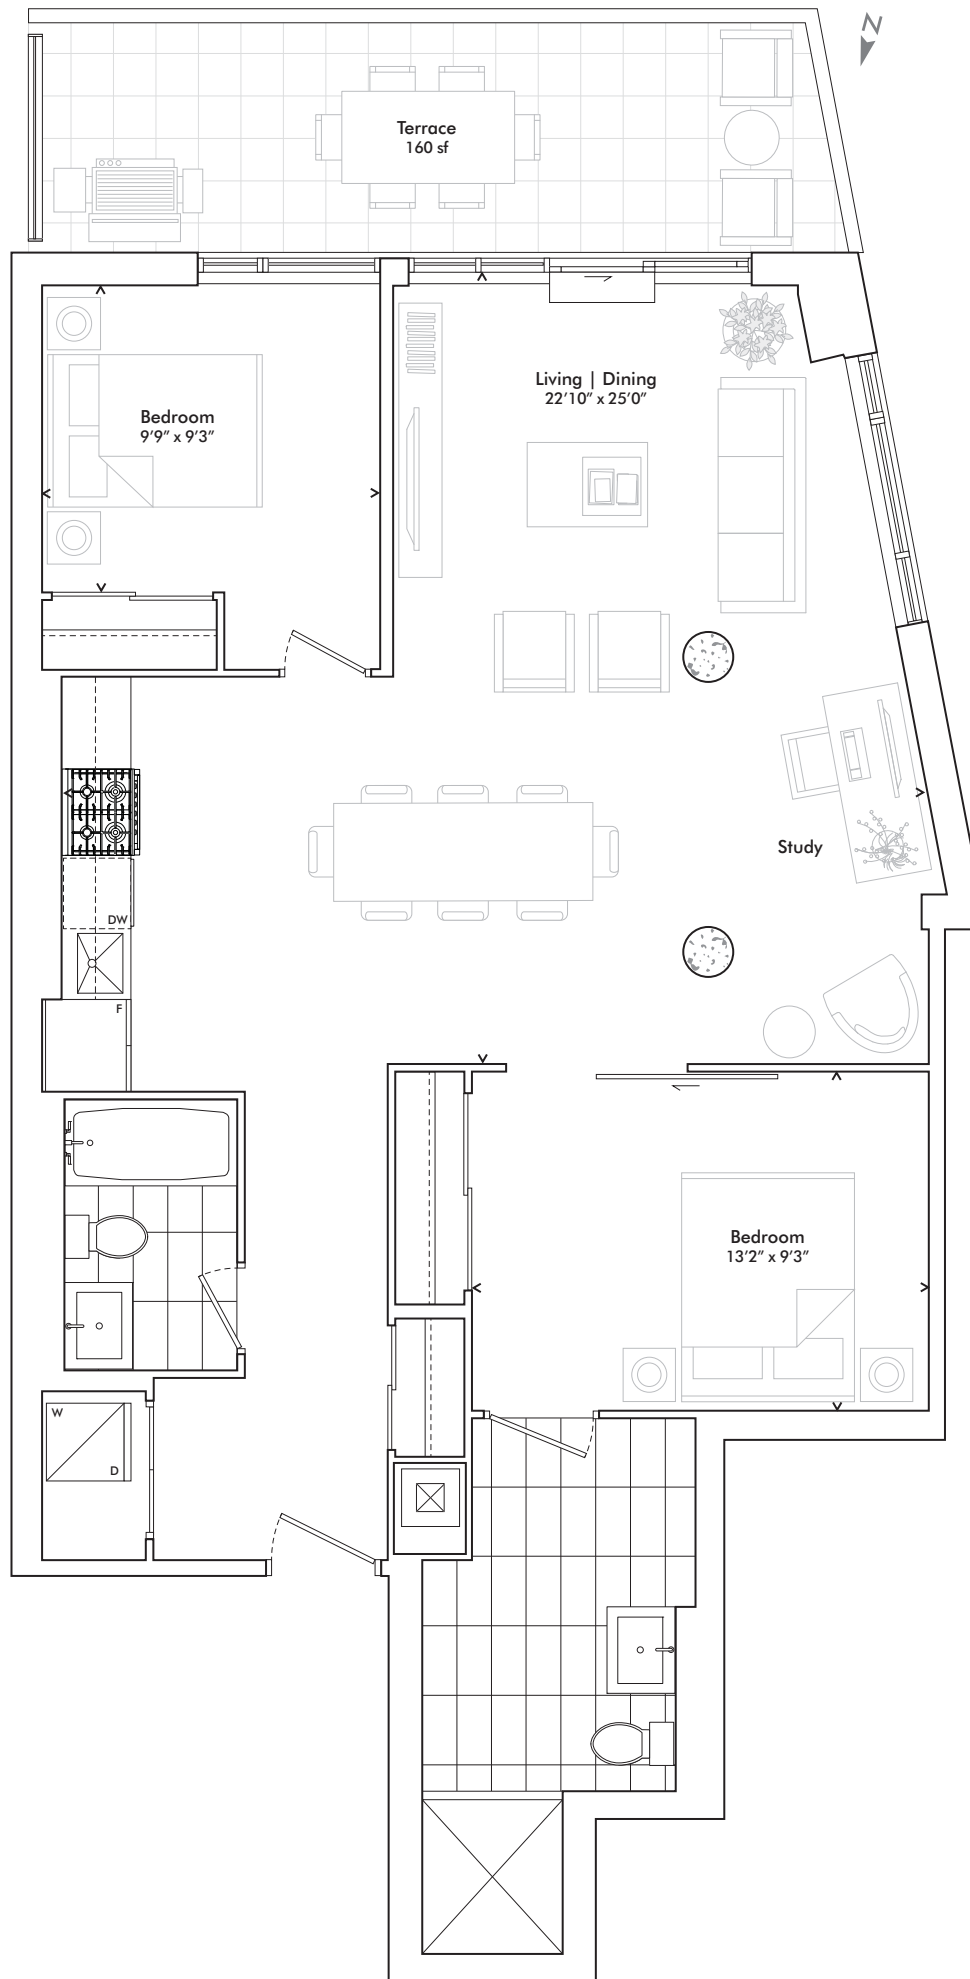 N
Terrace
160 sf
Living | Dining
22’10” x 25’0”
Bedroom
9’9” x 9’3”
Study
DW
F
Bedroom
13’2” x 9’3”
W
D